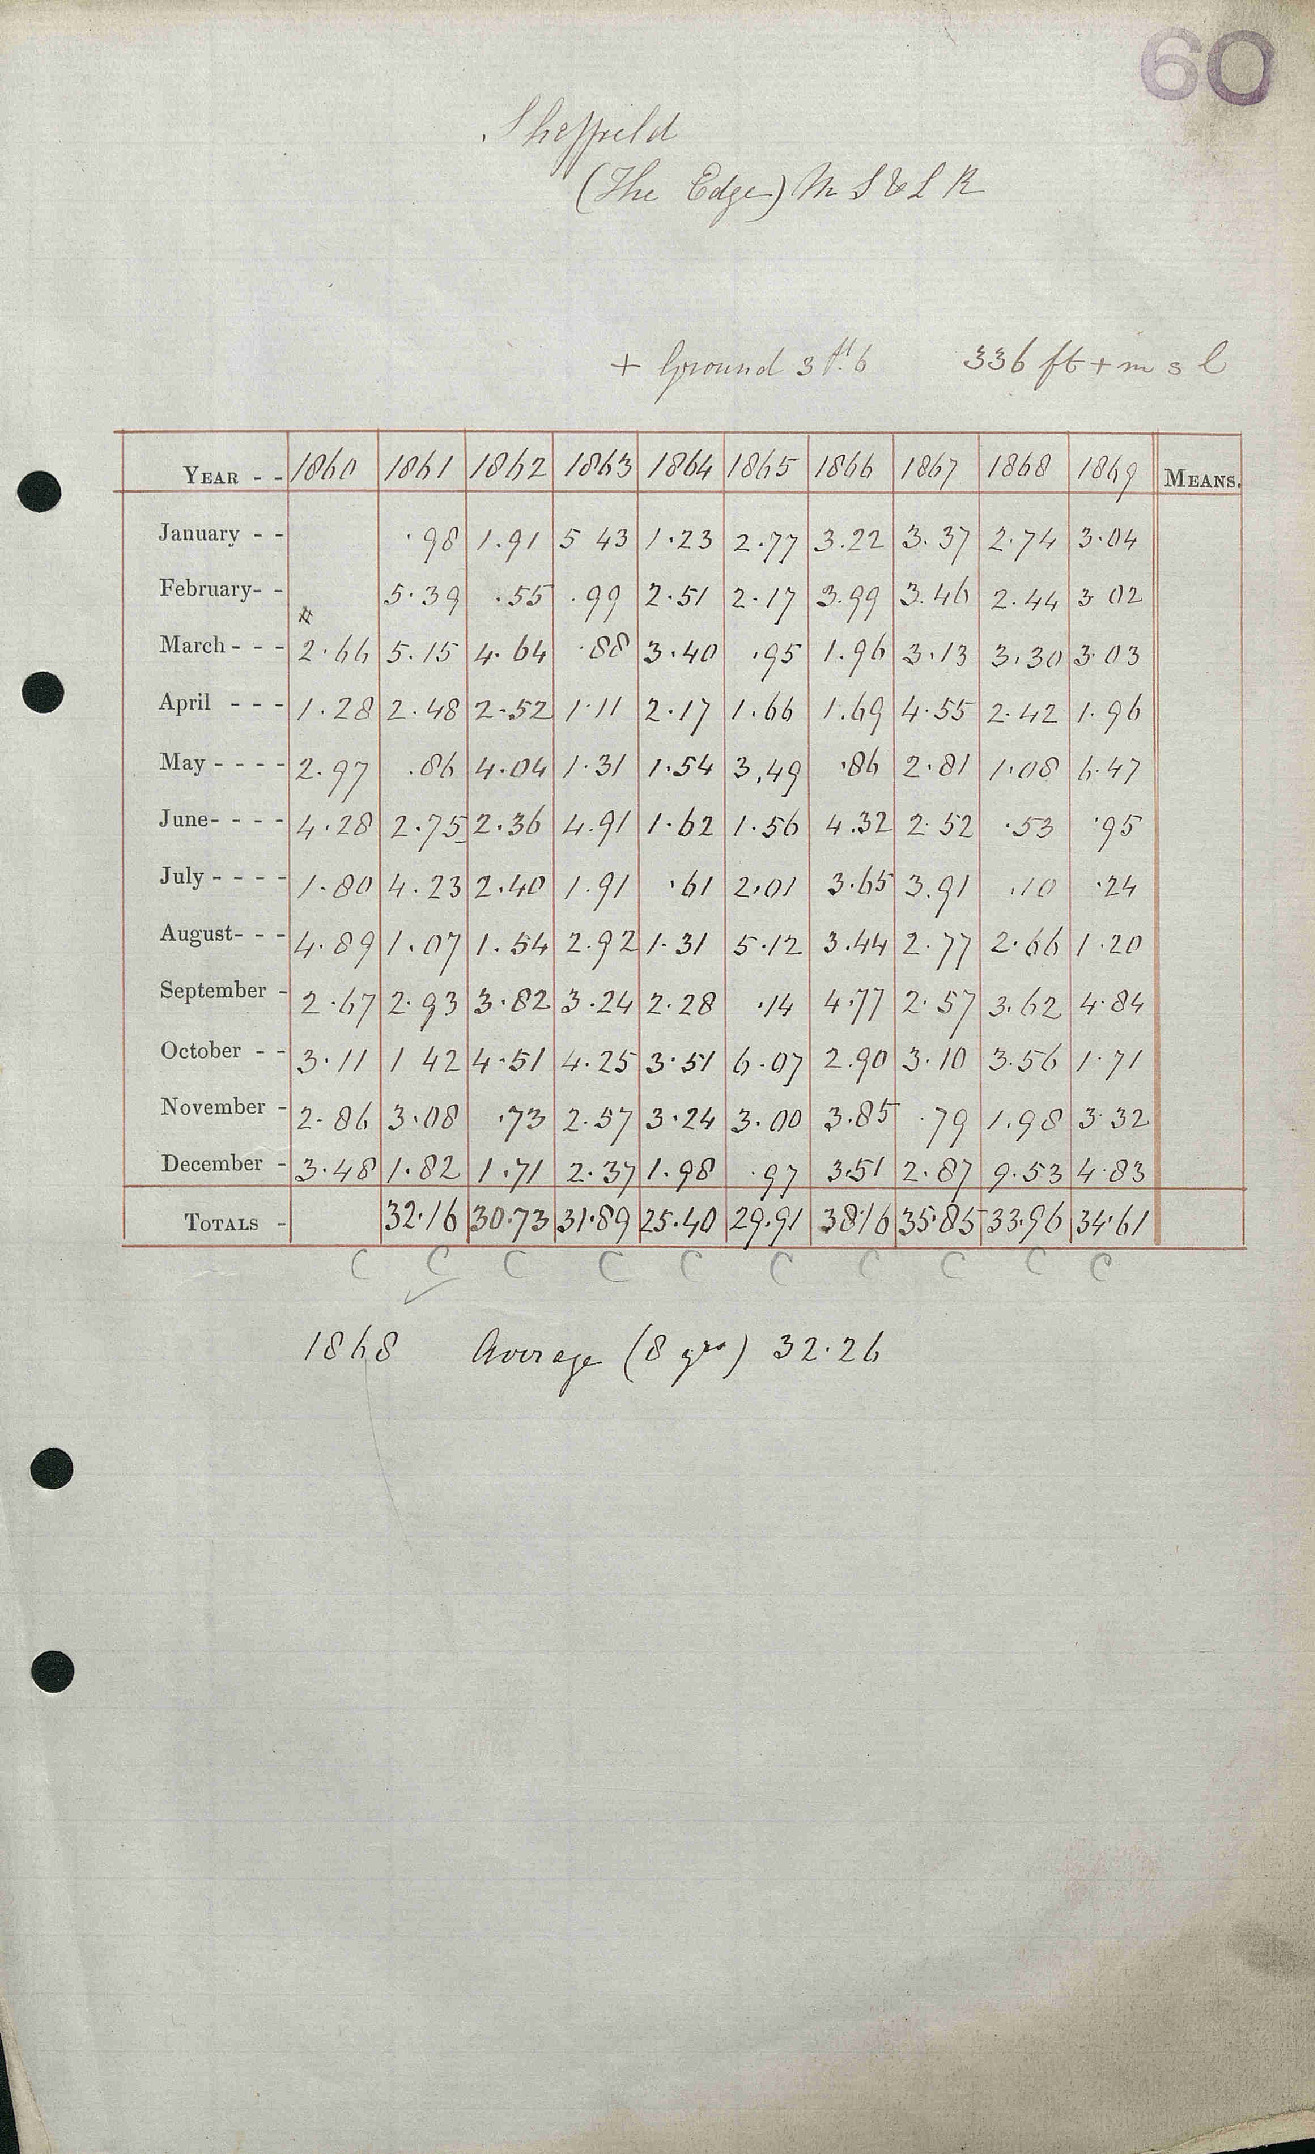 60
Sheffield
(The Edge) M S & L R
+ Ground 3 ft. 6 336 ft + m s l
YEAR - - 1860 1861 1862 1863 1864 1865 1866 1867 1868 1869 MEANS.
January - - .98 1.91 5 43 1.23 2.77 3.22 3.37 2.74 3.04
February- - 5.39 .55 .99 2.51 2.17 3.99 3.46 2.44 3 02
March - - - 2.66 5.15 4.64 .88 3.40 .95 1.96 3.13 3.30 3 03
April - - - 1.28 2.48 2.52 1.11 2.17 1.66 1.69 4.55 2.42 1.96
May - - - - 2.97 .86 4.04 1.31 1.54 3.49 .86 2.81 1.08 6.47
June- - - - 4.28 2.75 2.36 4.91 1.62 1.56 4.32 2.52 .53 .95
July - - - - 1.80 4.23 2.40 1.91 .61 2.01 3.65 3.91 .10 .24
August- - - 4.89 1.07 1.54 2.92 1.31 5.12 3.44 2.77 2.66 1.20
September - 2.67 2.93 3.82 3.24 2.28 .14 4.77 2.57 3.62 4.84
October - - 3.11 1 42 4.51 4.25 3.51 6.07 2.90 3.10 3.56 1.71
November - 2.86 3.08 .73 2.57 3.24 3.00 3.85 .79 1.98 3.32
December - 3.48 1.82 1.71 2.37 1.98 .97 3.51 2.87 9.53 4.83
TOTALS - 32.16 30.73 31.89 25.40 29.91 38.16 35.85 33.96 34.61
C C C C C C C C C C
1868 Average (8 yrs) 32.26